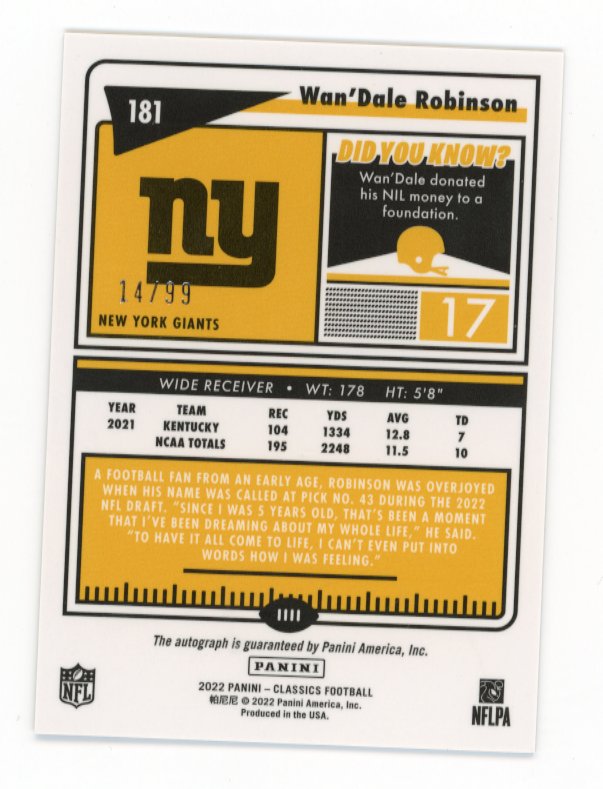 181
Wan'Dale Robinson
ny
14/99
NEW YORK GIANTS
DID YOU KNOW?
Wan'Dale donated
his NIL money to a
foundation.
17
WIDE RECEIVER • WT: 178 HT: 5'8"
YEAR TEAM REC YDS AVG TD
2021 KENTUCKY 104 1334 12.8 7
NCAA TOTALS 195 2248 11.5 10
A FOOTBALL FAN FROM AN EARLY AGE, ROBINSON WAS OVERJOYED
WHEN HIS NAME WAS CALLED AT PICK NO. 43 DURING THE 2022
NFL DRAFT. "SINCE I WAS 5 YEARS OLD, THAT'S BEEN A MOMENT
THAT I'VE BEEN DREAMING ABOUT MY WHOLE LIFE," HE SAID.
"TO HAVE IT ALL COME TO LIFE, I CAN'T EVEN PUT INTO
WORDS HOW I WAS FEELING."
The autograph is guaranteed by Panini America, Inc.
PANINI
2022 PANINI – CLASSICS FOOTBALL
帕尼尼 © 2022 Panini America, Inc.
Produced in the USA.
NFL
NFLPA